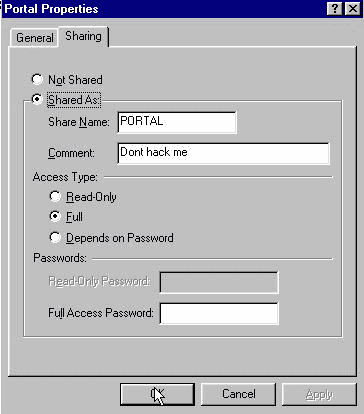 Portal Properties
General
Sharing
Not Shared
Shared As:
Share Name: PORTAL
Comment: Dont hack me
Access Type:
Read-Only
Full
Depends on Password
Passwords:
Read-Only Password:
Full Access Password:
OK Cancel Apply